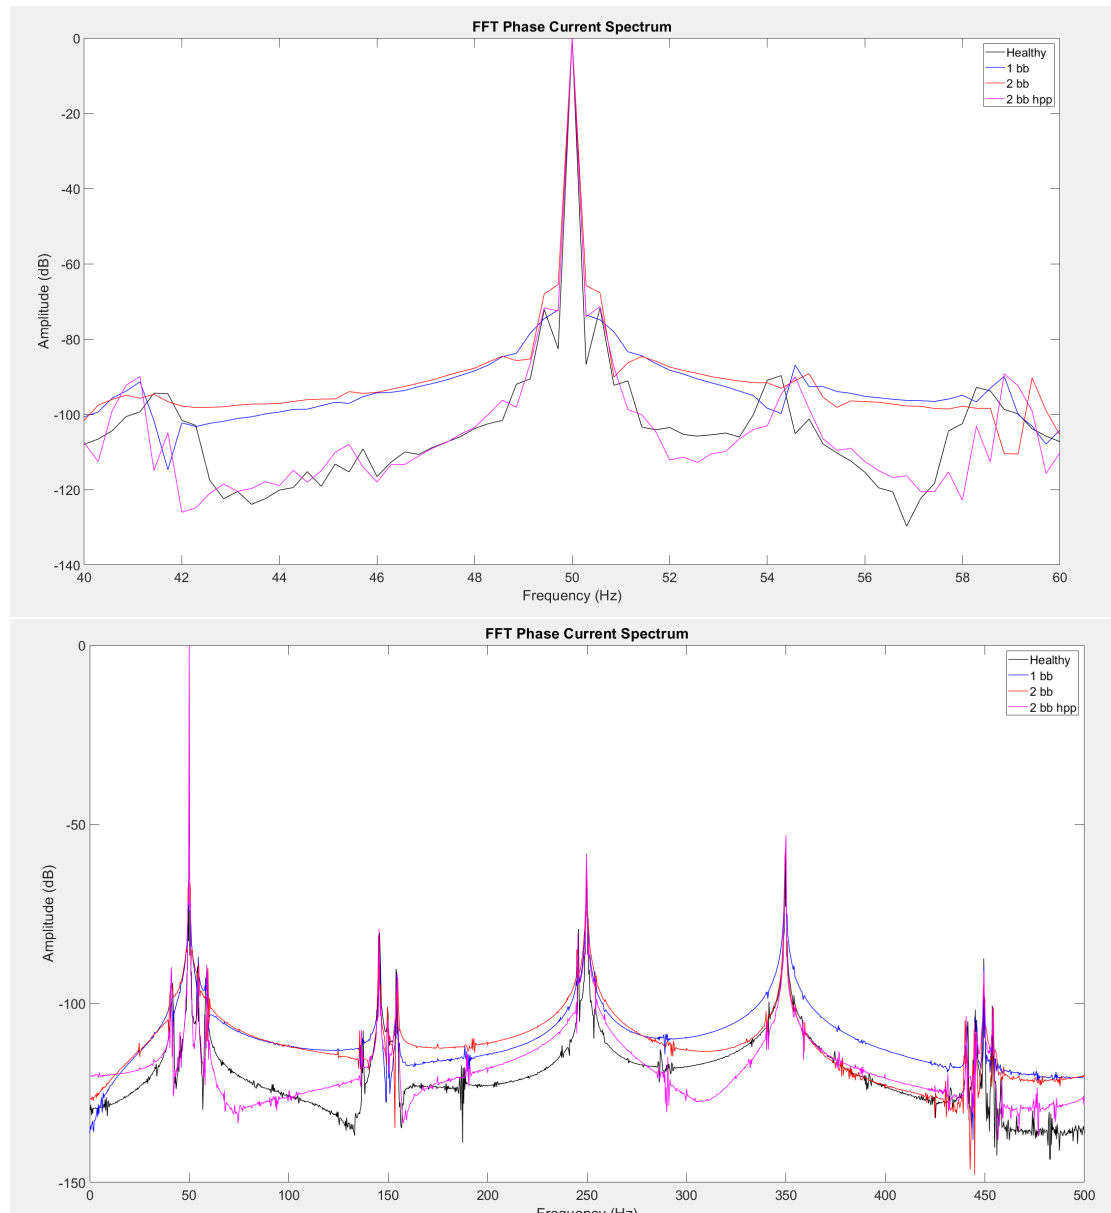 FFT Phase Current Spectrum
Healthy
1 bb
2 bb
2 bb hpp
0
-20
-40
-60
-80
-100
-120
-140
Amplitude (dB)
40 42 44 46 48 50 52 54 56 58 60
Frequency (Hz)
FFT Phase Current Spectrum
Healthy
1 bb
2 bb
2 bb hpp
0
-50
-100
-150
Amplitude (dB)
0 50 100 150 200 250 300 350 400 450 500
Frequency (Hz)